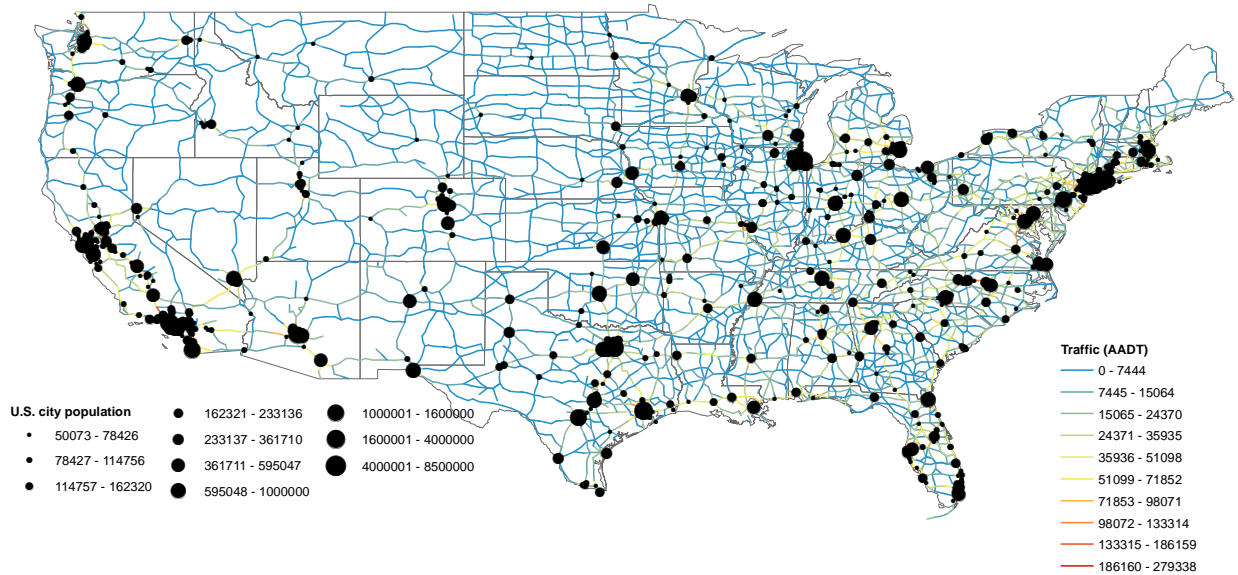 U.S. city population
50073 - 78426
78427 - 114756
114757 - 162320
162321 - 233136
233137 - 361710
361711 - 595047
595048 - 1000000
1000001 - 1600000
1600001 - 4000000
4000001 - 8500000
Traffic (AADT)
0 - 7444
7445 - 15064
15065 - 24370
24371 - 35935
35936 - 51098
51099 - 71852
71853 - 98071
98072 - 133314
133315 - 186159
186160 - 279338